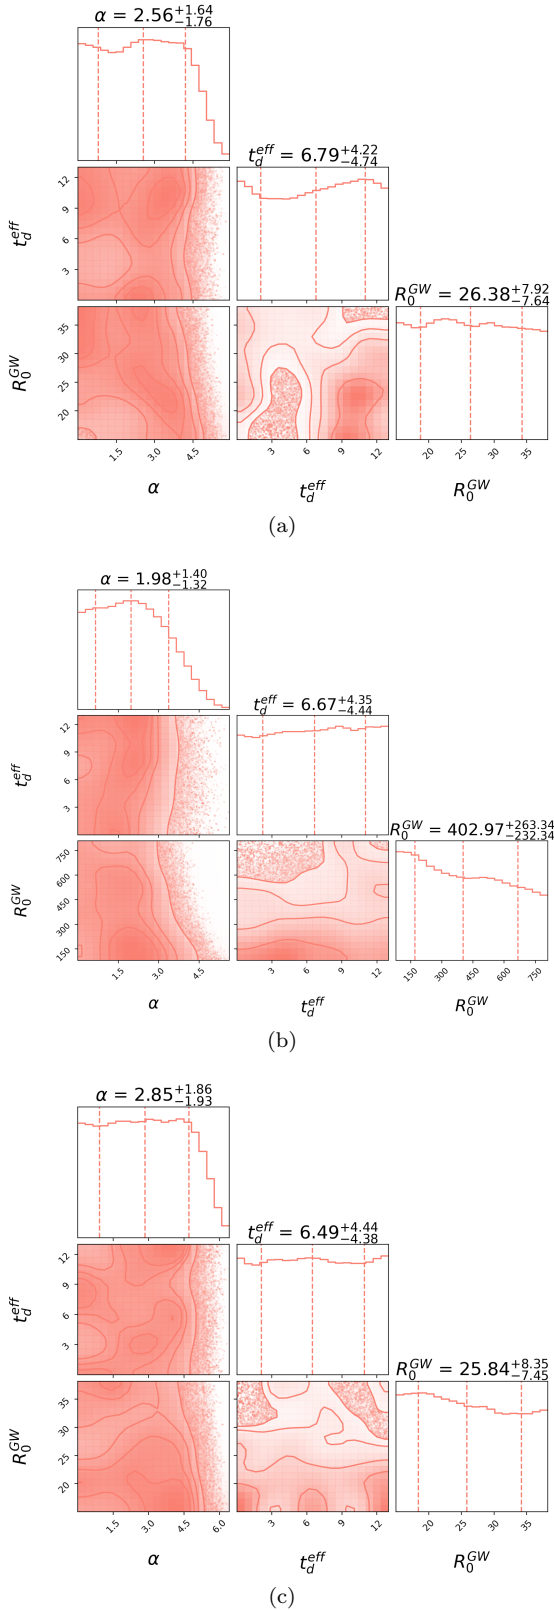 α = 2.56+1.64−1.76
t_d^eff = 6.79+4.22−4.74
R_0^GW = 26.38+7.92−7.64
t_d^eff
12
9
6
3
R_0^GW
35
30
25
20
1.5 3.0 4.5
3 6 9 12
20 25 30 35
α
t_d^eff
R_0^GW
(a)
α = 1.98+1.40−1.32
t_d^eff = 6.67+4.35−4.44
R_0^GW = 402.97+263.34−232.34
t_d^eff
12
9
6
3
R_0^GW
750
600
450
300
150
1.5 3.0 4.5
3 6 9 12
150 300 450 600 750
α
t_d^eff
R_0^GW
(b)
α = 2.85+1.86−1.93
t_d^eff = 6.49+4.44−4.38
R_0^GW = 25.84+8.35−7.45
t_d^eff
12
9
6
3
R_0^GW
35
30
25
20
1.5 3.0 4.5 6.0
3 6 9 12
20 25 30 35
α
t_d^eff
R_0^GW
(c)